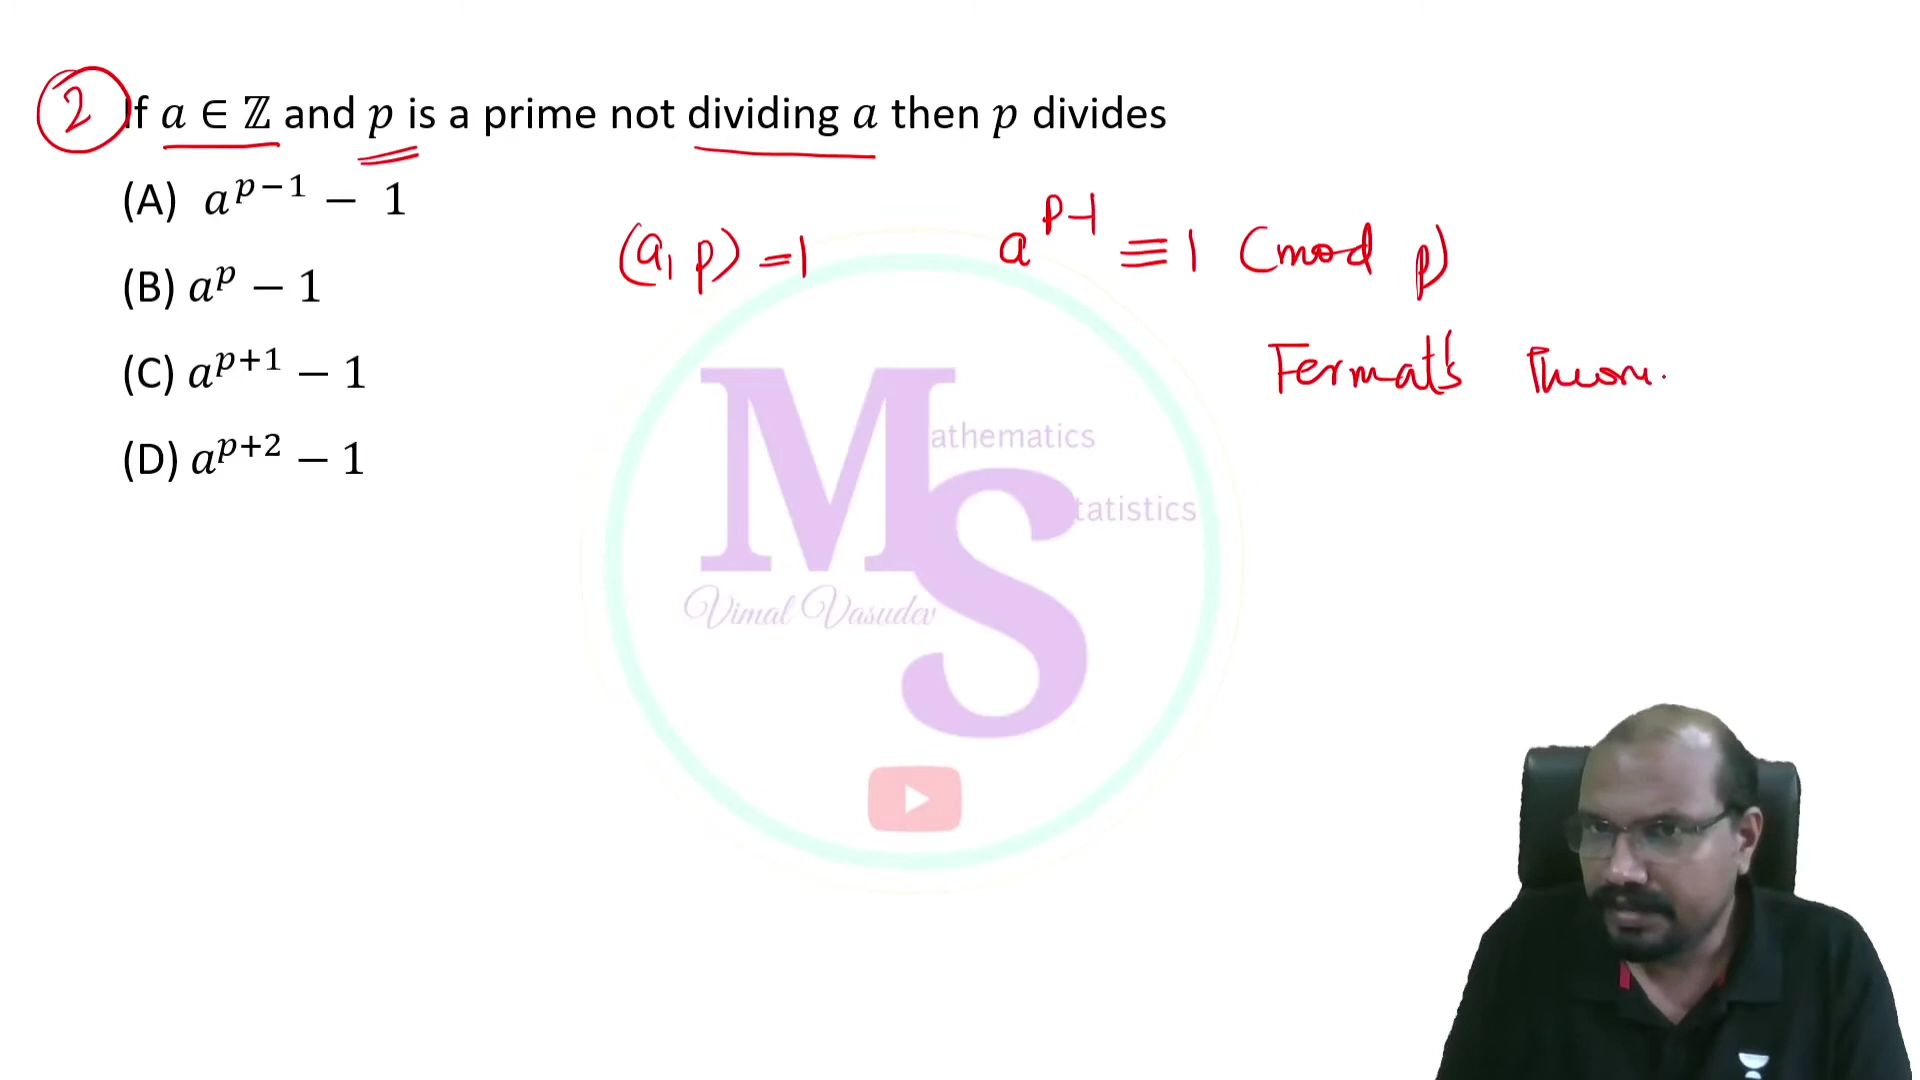 2 If a ∈ ℤ and p is a prime not dividing a then p divides
(A) a^{p−1} − 1
(B) a^p − 1
(C) a^{p+1} − 1
(D) a^{p+2} − 1
(a, p) = 1
a^{p-1} ≡ 1 (mod p)
Fermat's
M
athematics
S
tatistics
Vimal Vasudev